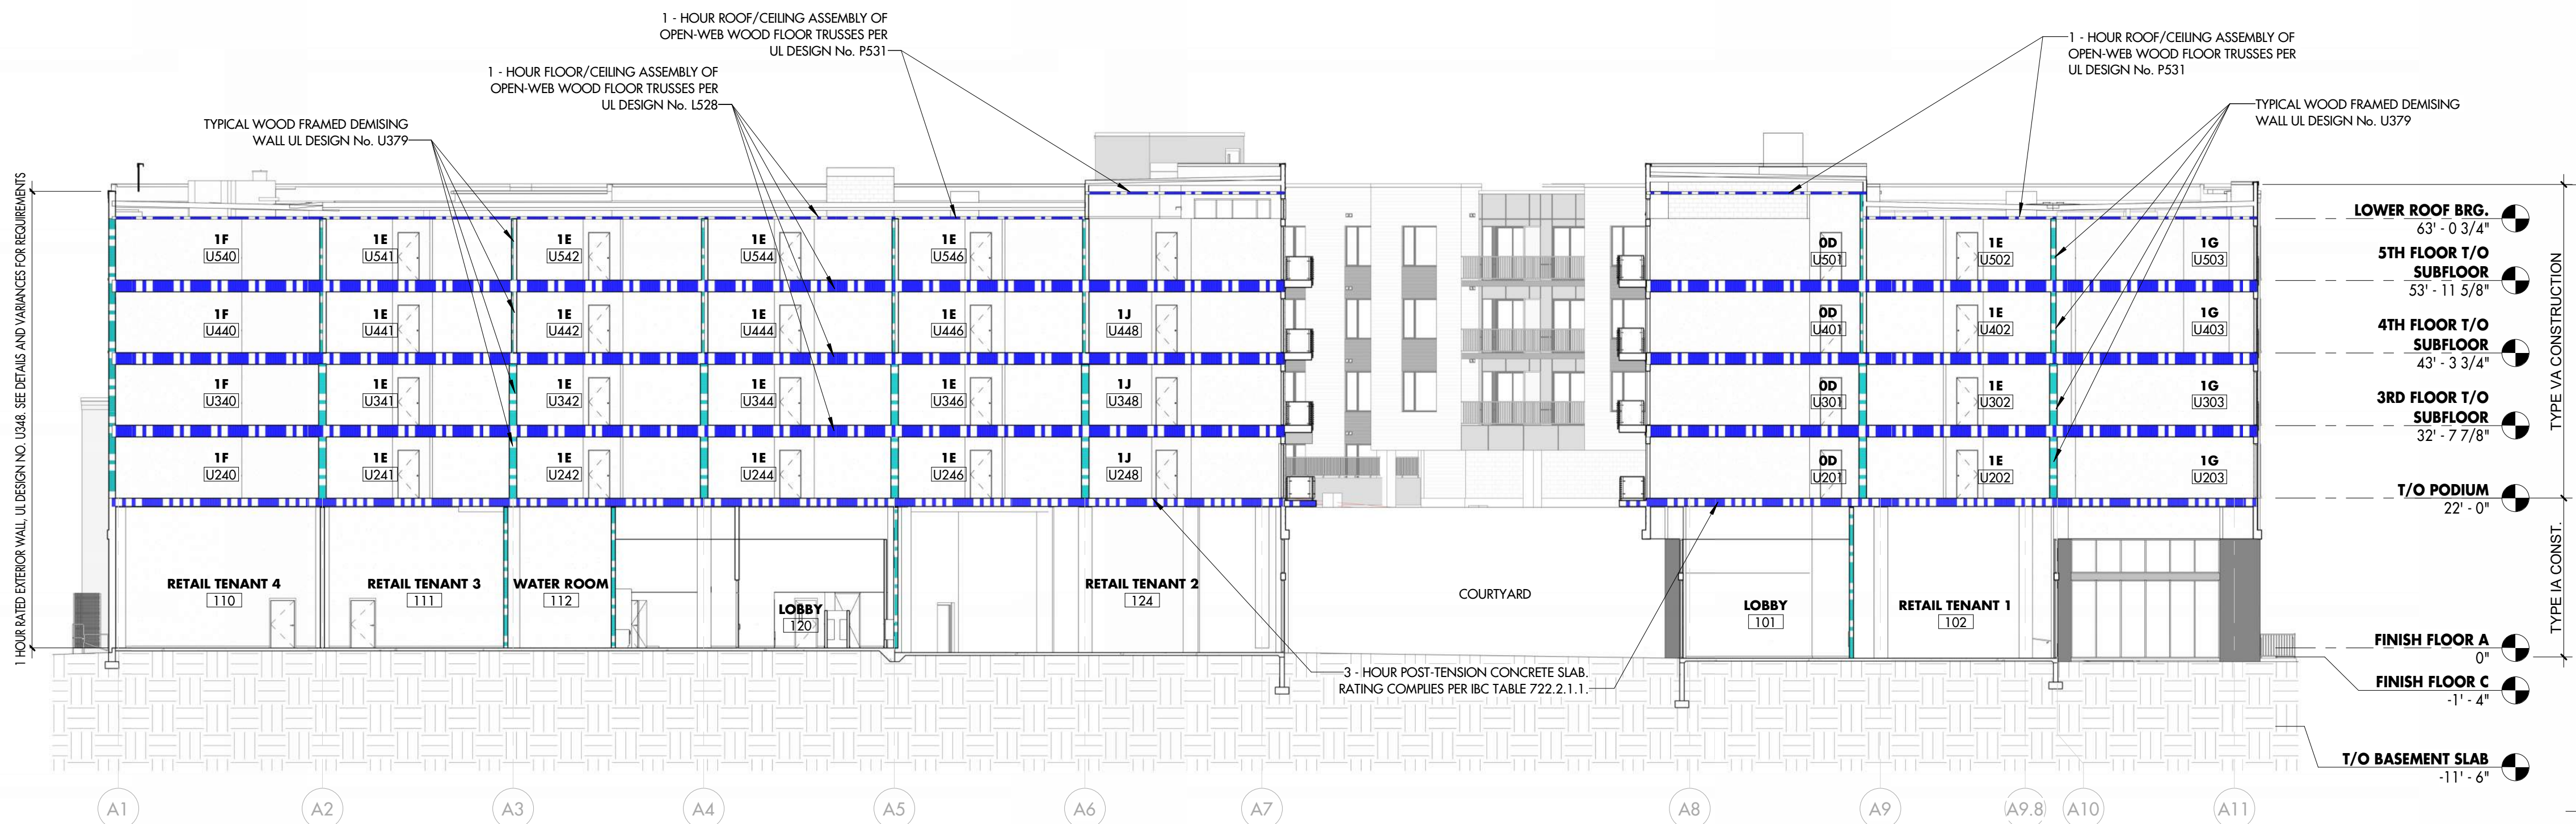 1 - HOUR ROOF/CEILING ASSEMBLY OF
OPEN-WEB WOOD FLOOR TRUSSES PER
UL DESIGN No. P531
1 - HOUR FLOOR/CEILING ASSEMBLY OF
OPEN-WEB WOOD FLOOR TRUSSES PER
UL DESIGN No. L528
TYPICAL WOOD FRAMED DEMISING
WALL UL DESIGN No. U379
1 - HOUR ROOF/CEILING ASSEMBLY OF
OPEN-WEB WOOD FLOOR TRUSSES PER
UL DESIGN No. P531
TYPICAL WOOD FRAMED DEMISING
WALL UL DESIGN No. U379
1 HOUR RATED EXTERIOR WALL, UL DESIGN NO. U348. SEE DETAILS AND VARIANCES FOR REQUIREMENTS
1F 1E 1E 1E 1E 0D 1E 1G
U540 U541 U542 U544 U546 U501 U502 U503
1F 1E 1E 1E 1E 1J 0D 1E 1G
U440 U441 U442 U444 U446 U448 U401 U402 U403
1F 1E 1E 1E 1E 1J 0D 1E 1G
U340 U341 U342 U344 U346 U348 U301 U302 U303
1F 1E 1E 1E 1E 1J 0D 1E 1G
U240 U241 U242 U244 U246 U248 U201 U202 U203
RETAIL TENANT 4
110
RETAIL TENANT 3
111
WATER ROOM
112
LOBBY
120
RETAIL TENANT 2
124
COURTYARD
LOBBY
101
RETAIL TENANT 1
102
3 - HOUR POST-TENSION CONCRETE SLAB.
RATING COMPLIES PER IBC TABLE 722.2.1.1.
LOWER ROOF BRG.
63' - 0 3/4"
5TH FLOOR T/O
SUBFLOOR
53' - 11 5/8"
4TH FLOOR T/O
SUBFLOOR
43' - 3 3/4"
3RD FLOOR T/O
SUBFLOOR
32' - 7 7/8"
T/O PODIUM
22' - 0"
FINISH FLOOR A
0"
FINISH FLOOR C
-1' - 4"
T/O BASEMENT SLAB
-11' - 6"
TYPE VA CONSTRUCTION
TYPE IA CONST.
A1 A2 A3 A4 A5 A6 A7 A8 A9 A9.8 A10 A11